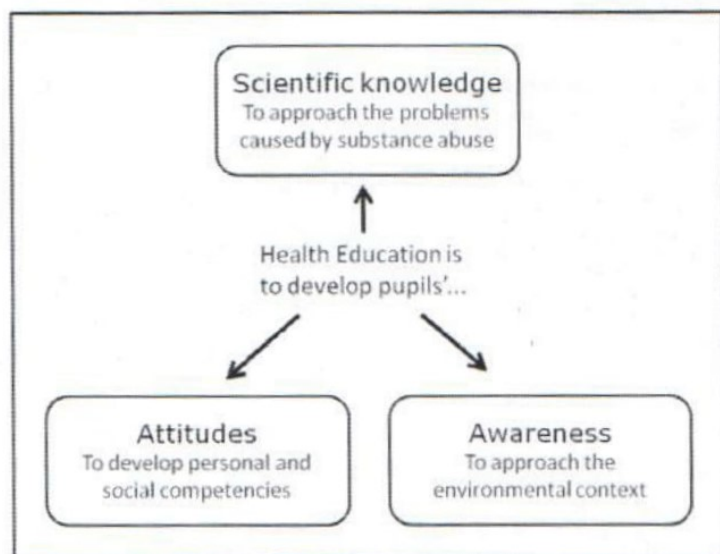 Scientific knowledge
To approach the problems
caused by substance abuse
Health Education is
to develop pupils'...
Attitudes
To develop personal and
social competencies
Awareness
To approach the
environmental context